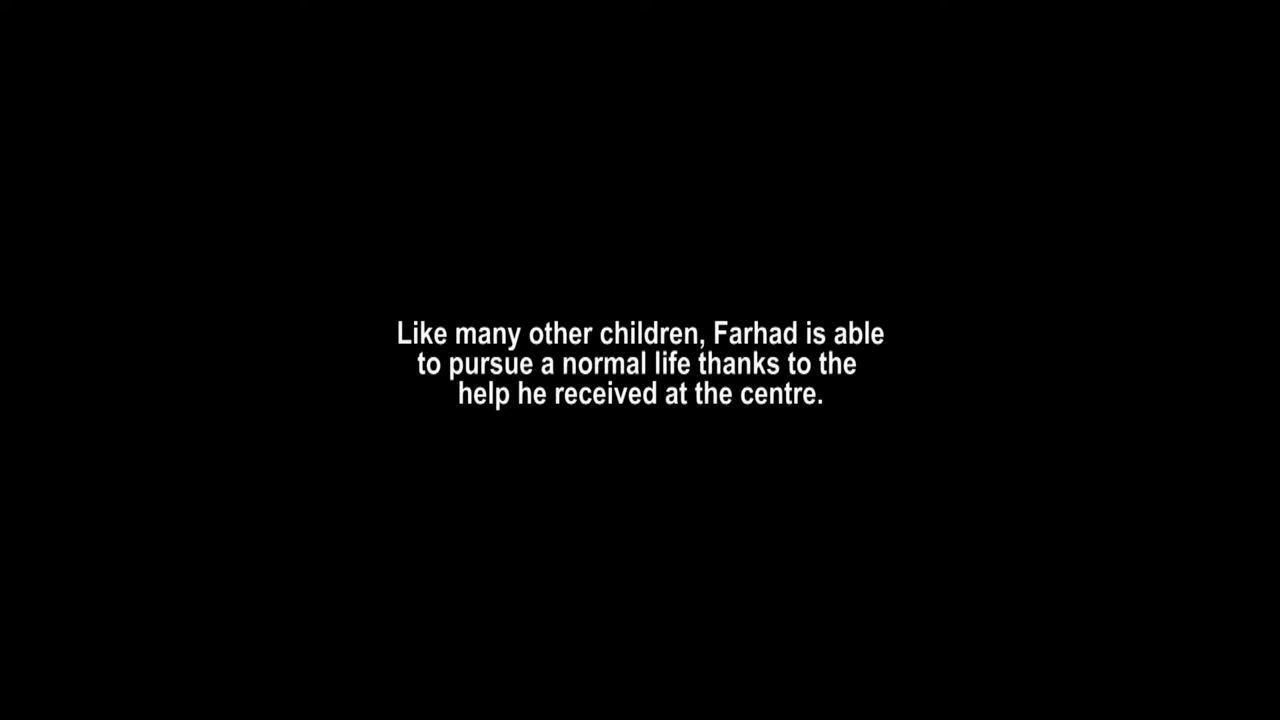 Like many other children, Farhad is able
to pursue a normal life thanks to the
help he received at the centre.